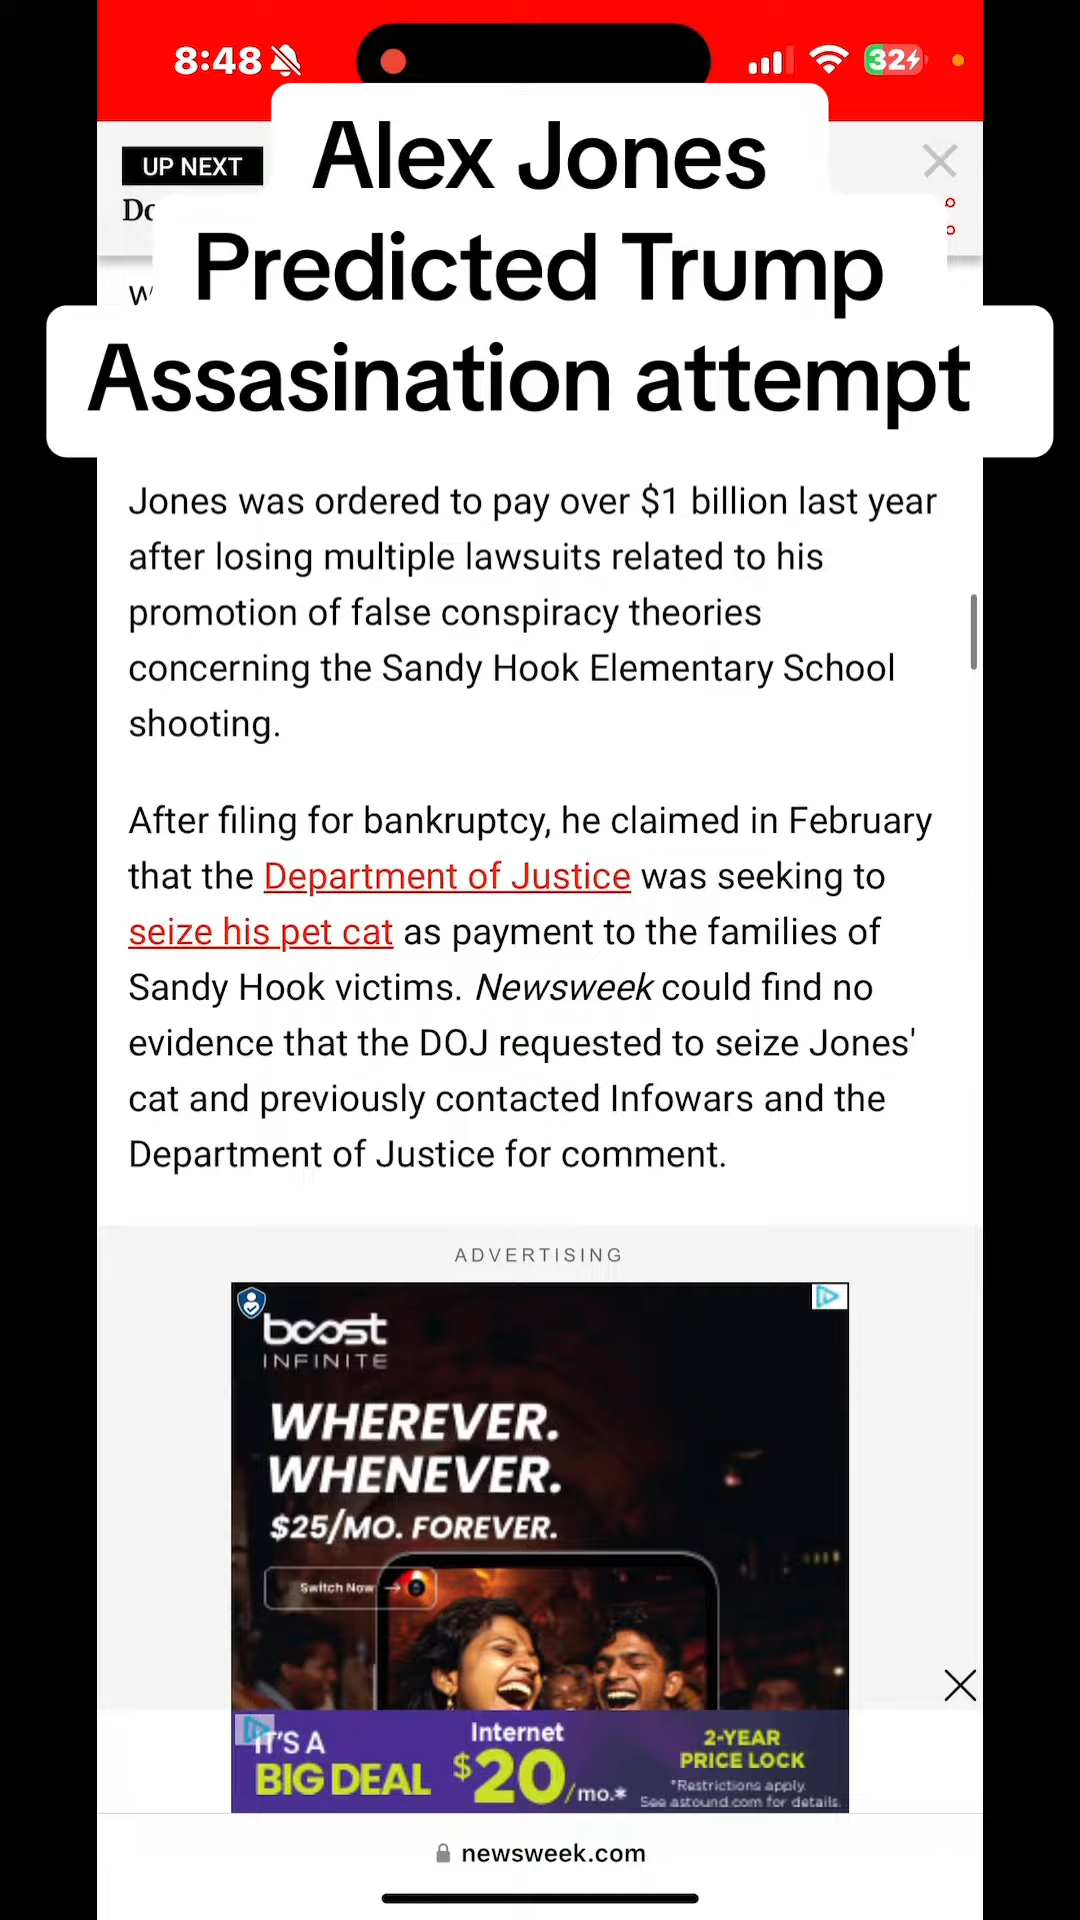 8:48
32
UP NEXT
Alex Jones
Predicted Trump
Assasination attempt
Jones was ordered to pay over $1 billion last year
after losing multiple lawsuits related to his
promotion of false conspiracy theories
concerning the Sandy Hook Elementary School
shooting.
After filing for bankruptcy, he claimed in February
that the Department of Justice was seeking to
seize his pet cat as payment to the families of
Sandy Hook victims. Newsweek could find no
evidence that the DOJ requested to seize Jones'
cat and previously contacted Infowars and the
Department of Justice for comment.
ADVERTISING
boost
INFINITE
WHEREVER.
WHENEVER.
$25/MO. FOREVER.
Switch Now
IT'S A
BIG DEAL
Internet
$20/mo.*
2-YEAR
PRICE LOCK
*Restrictions apply.
See astound.com for details.
newsweek.com